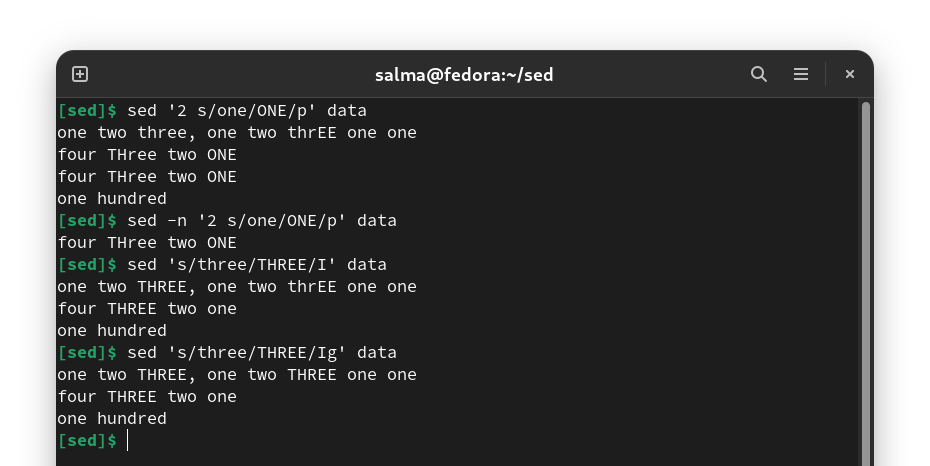 salma@fedora:~/sed
[sed]$ sed '2 s/one/ONE/p' data
one two three, one two thrEE one one
four THree two ONE
four THree two ONE
one hundred
[sed]$ sed -n '2 s/one/ONE/p' data
four THree two ONE
[sed]$ sed 's/three/THREE/I' data
one two THREE, one two thrEE one one
four THREE two one
one hundred
[sed]$ sed 's/three/THREE/Ig' data
one two THREE, one two THREE one one
four THREE two one
one hundred
[sed]$